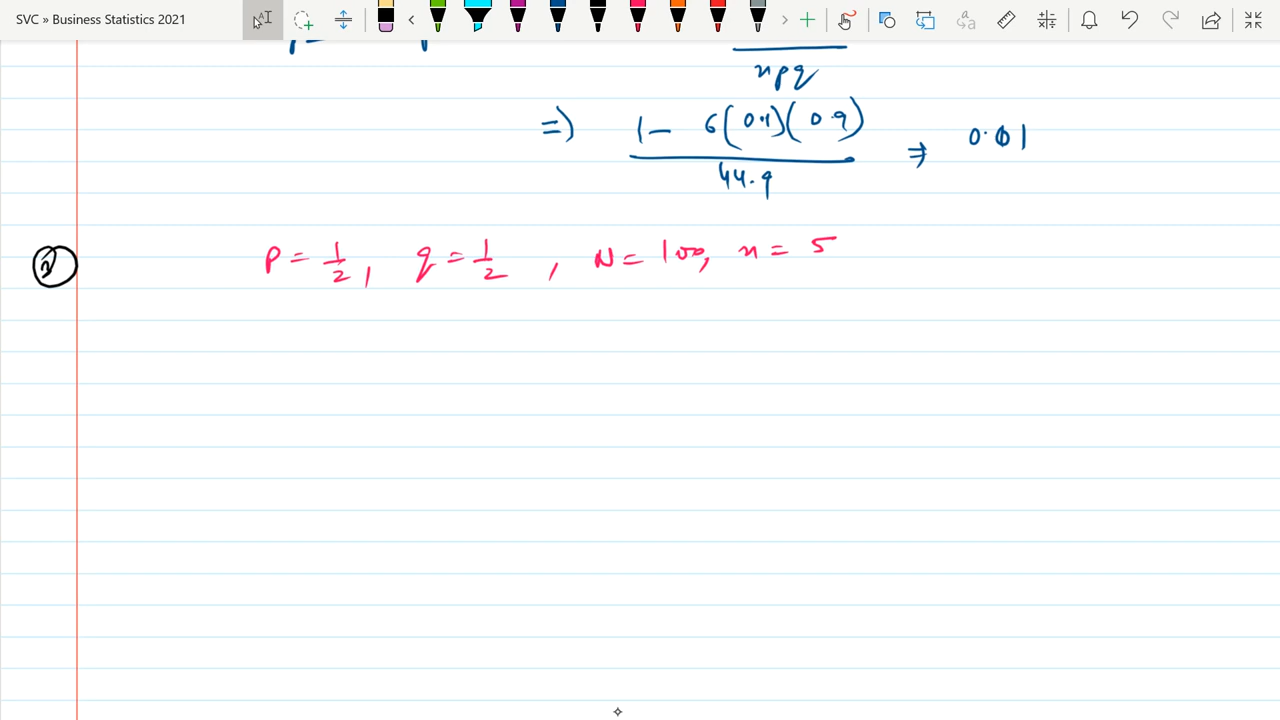 SVC » Business Statistics 2021
npq
=) 1 - 6(0.1)(0.9) ⇒ 0.01
44.9
P = 1/2, q = 1/2, N = 100, n = 5